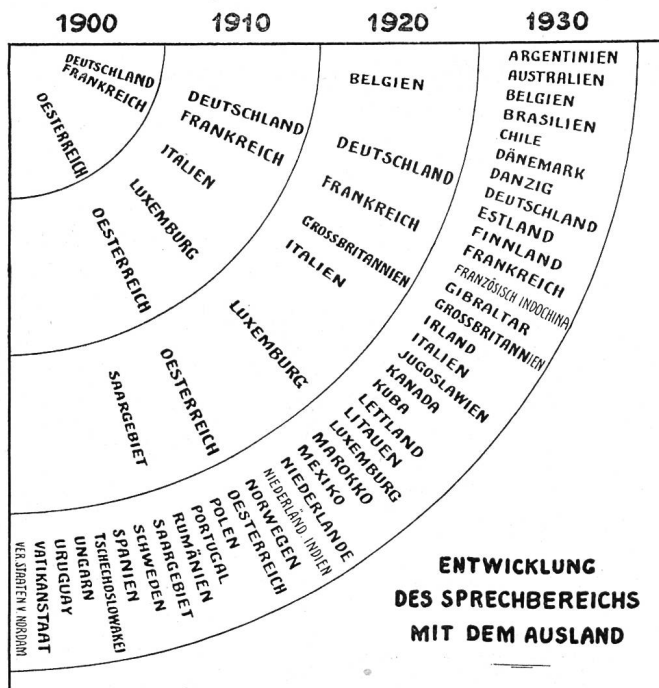 1900 1910 1920 1930
DEUTSCHLAND
FRANKREICH
OESTERREICH
DEUTSCHLAND
FRANKREICH
ITALIEN
LUXEMBURG
OESTERREICH
BELGIEN
DEUTSCHLAND
FRANKREICH
GROSSBRITANNIEN
ITALIEN
LUXEMBURG
OESTERREICH
SAARGEBIET
ARGENTINIEN
AUSTRALIEN
BELGIEN
BRASILIEN
CHILE
DÄNEMARK
DANZIG
DEUTSCHLAND
ESTLAND
FINNLAND
FRANKREICH
FRANZÖSISCH INDOCHINA
GIBRALTAR
GROSSBRITANNIEN
IRLAND
ITALIEN
JUGOSLAWIEN
KANADA
KUBA
LETTLAND
LITAUEN
LUXEMBURG
MAROKKO
MEXIKO
NIEDERLANDE
NIEDERLÄND. INDIEN
NORWEGEN
OESTERREICH
POLEN
PORTUGAL
RUMÄNIEN
SAARGEBIET
SCHWEDEN
SPANIEN
TSCHECHOSLOWAKEI
UNGARN
URUGUAY
VATIKANSTAAT
VER. STAATEN V. NORDAM
ENTWICKLUNG
DES SPRECHBEREICHS
MIT DEM AUSLAND